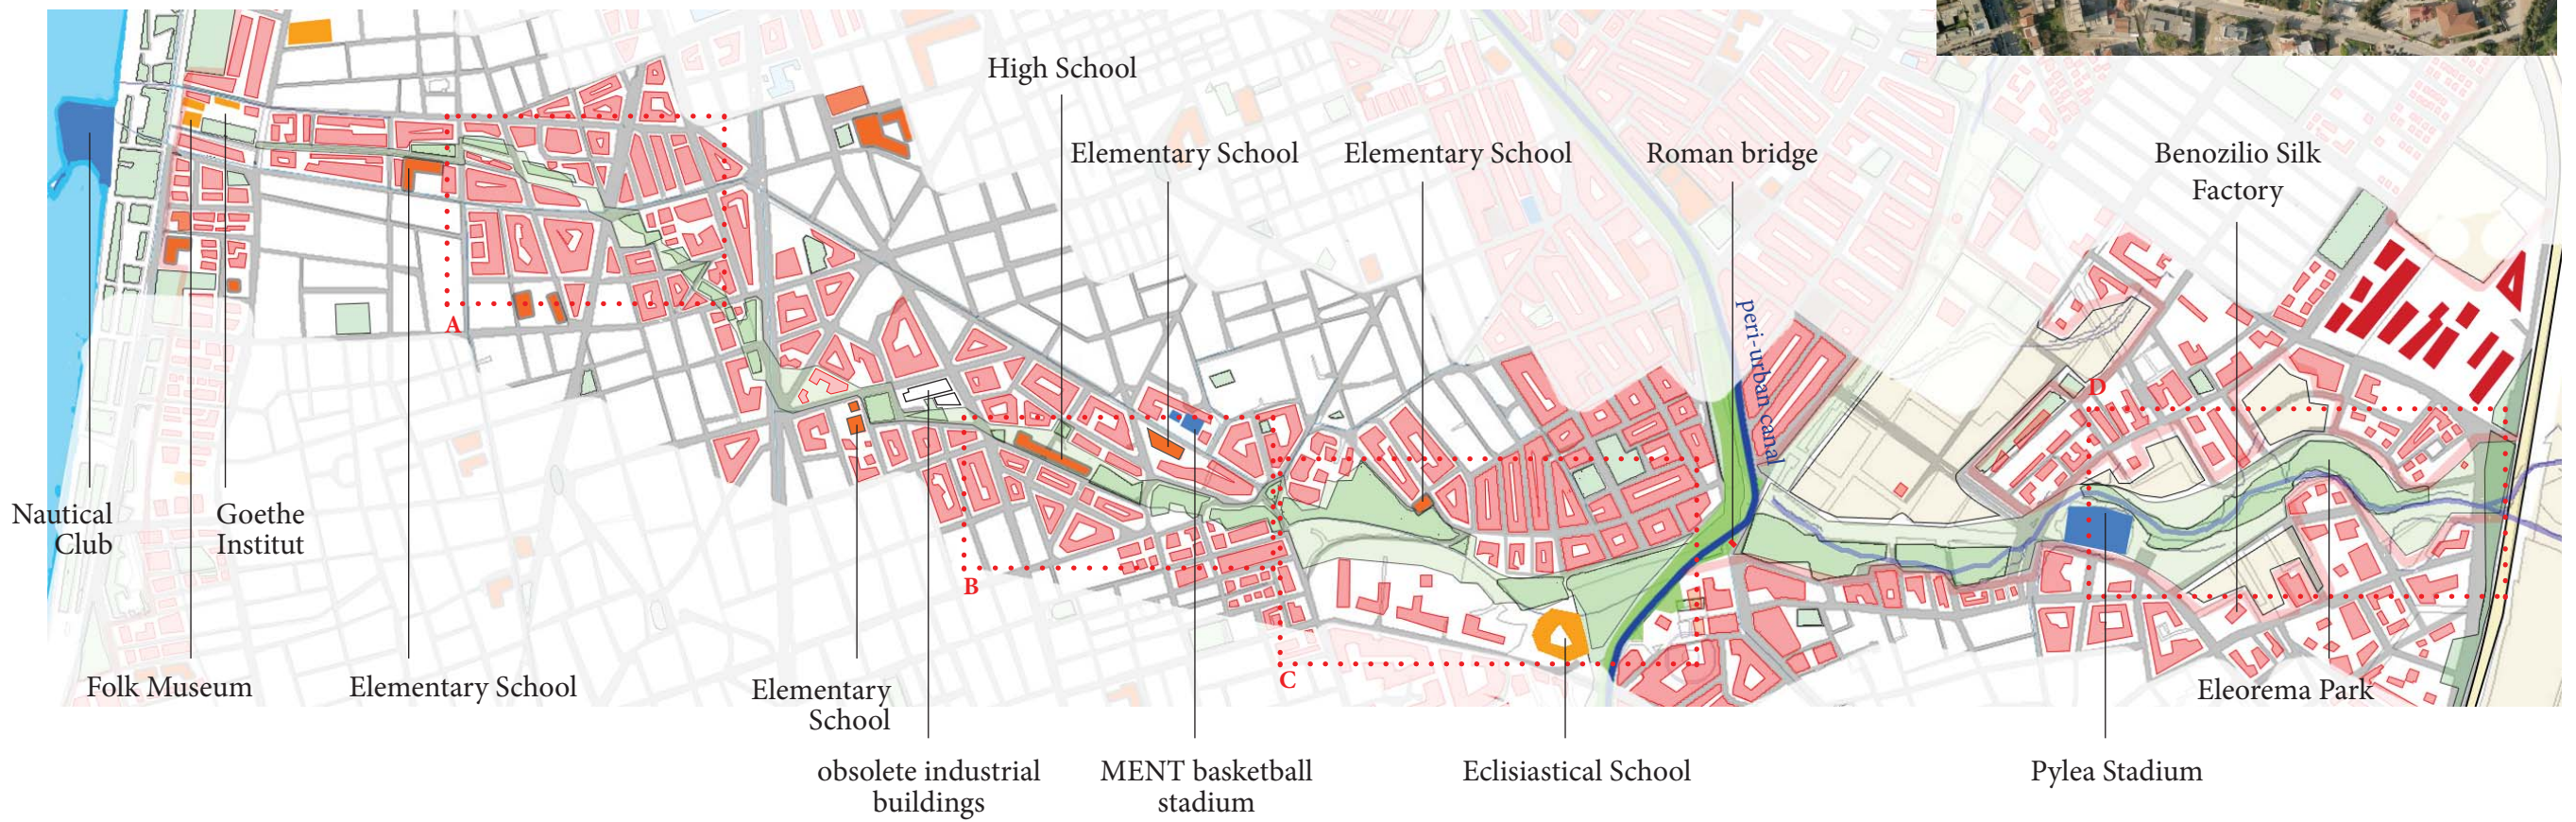 High School
Elementary School
Elementary School
Roman bridge
Benozilio Silk
Factory
peri-urban canal
A
D
Nautical
Club
Goethe
Institut
B
Folk Museum
Elementary School
Elementary
School
C
Eleorema Park
obsolete industrial
buildings
MENT basketball
stadium
Eclisiastical School
Pylea Stadium